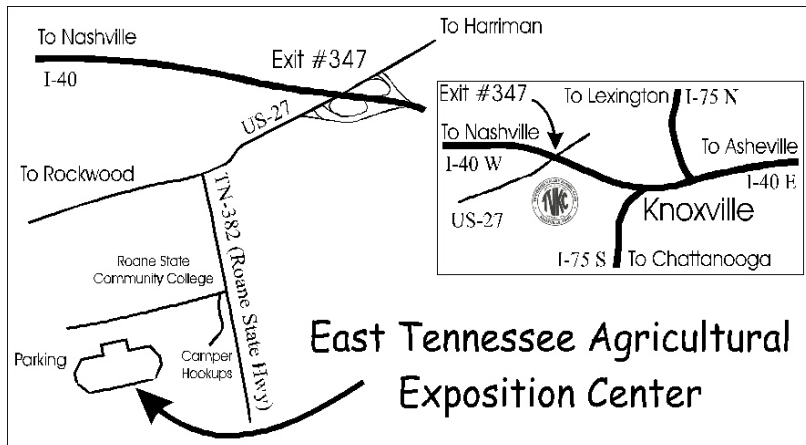 To Nashville
I-40
Exit #347
To Harriman
US-27
To Rockwood
TN-382 (Roane State Hwy)
Roane State
Community College
Parking
Camper
Hookups
Exit #347
To Lexington
I-75 N
To Nashville
I-40 W
To Asheville
I-40 E
US-27
TVKC
Knoxville
I-75 S
To Chattanooga
East Tennessee Agricultural
Exposition Center